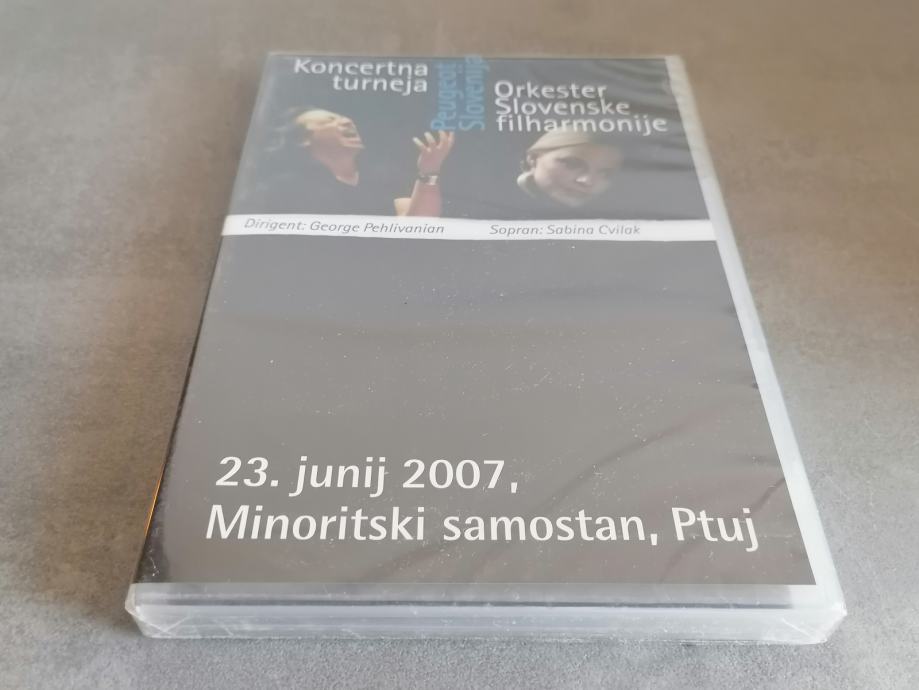 Koncertna
turneja
Peugeot
Slovenija
Orkester
Slovenske
filharmonije
Dirigent: George Pehlivanian
Sopran: Sabina Cvilak
23. junij 2007,
Minoritski samostan, Ptuj